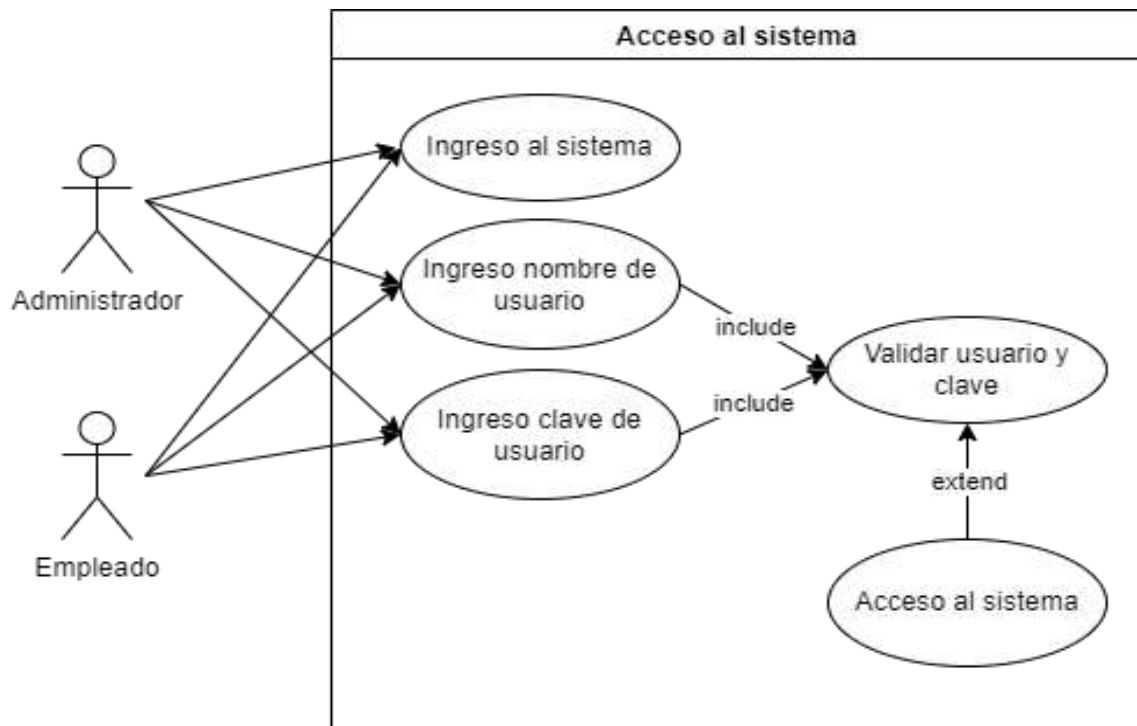 Acceso al sistema
Ingreso al sistema
Administrador
Ingreso nombre de
usuario
include
Validar usuario y
clave
include
Ingreso clave de
usuario
extend
Empleado
Acceso al sistema